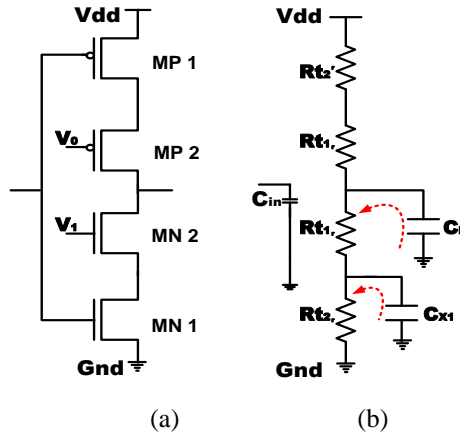 Vdd
MP 1
V₀
MP 2
V₁
MN 2
MN 1
Gnd
(a)
Vdd
Rt₂'
Rt₁,
Cin
Rt₁,
Rt₂,
Cx₁
Gnd
(b)